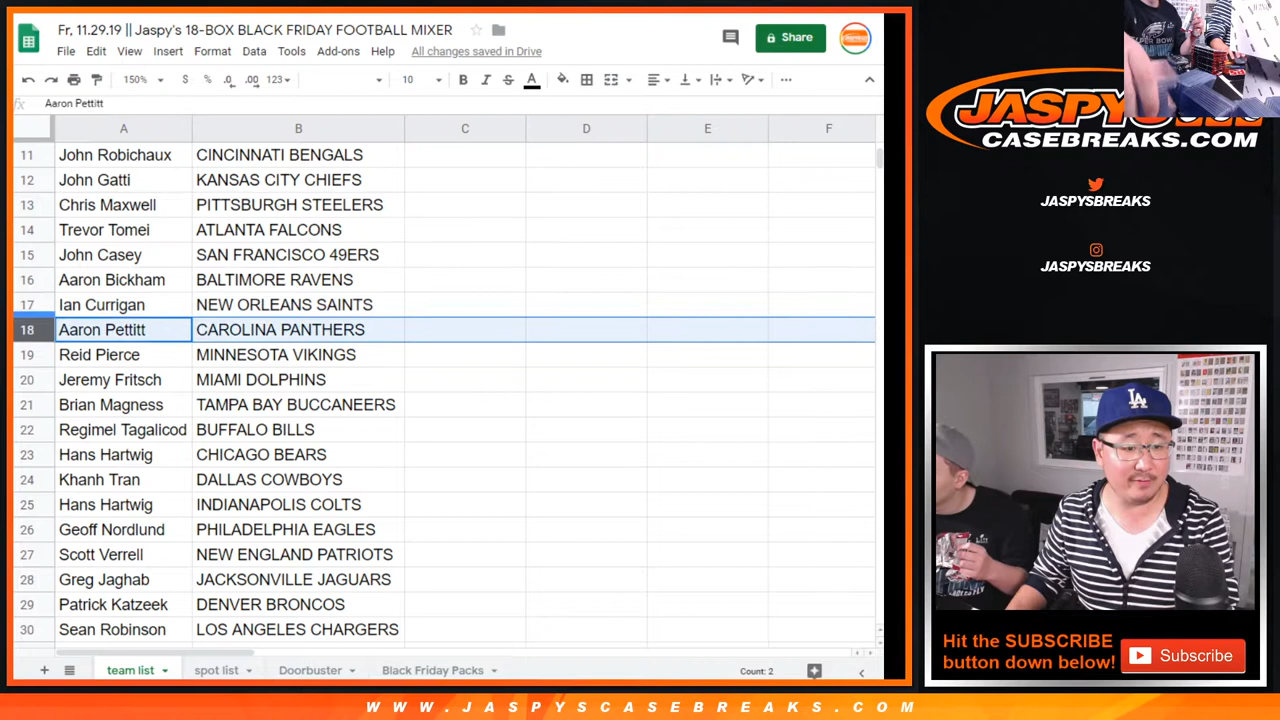 Fr, 11.29.19 || Jaspy's 18-BOX BLACK FRIDAY FOOTBALL MIXER
File Edit View Insert Format Data Tools Add-ons Help All changes saved in Drive
Share
150% $ % .0 .00 123 10 B I S A
fx Aaron Pettitt
A B C D E F
11 John Robichaux CINCINNATI BENGALS
12 John Gatti KANSAS CITY CHIEFS
13 Chris Maxwell PITTSBURGH STEELERS
14 Trevor Tomei ATLANTA FALCONS
15 John Casey SAN FRANCISCO 49ERS
16 Aaron Bickham BALTIMORE RAVENS
17 Ian Currigan NEW ORLEANS SAINTS
18 Aaron Pettitt CAROLINA PANTHERS
19 Reid Pierce MINNESOTA VIKINGS
20 Jeremy Fritsch MIAMI DOLPHINS
21 Brian Magness TAMPA BAY BUCCANEERS
22 Regimel Tagalicod BUFFALO BILLS
23 Hans Hartwig CHICAGO BEARS
24 Khanh Tran DALLAS COWBOYS
25 Hans Hartwig INDIANAPOLIS COLTS
26 Geoff Nordlund PHILADELPHIA EAGLES
27 Scott Verrell NEW ENGLAND PATRIOTS
28 Greg Jaghab JACKSONVILLE JAGUARS
29 Patrick Katzeek DENVER BRONCOS
30 Sean Robinson LOS ANGELES CHARGERS
team list spot list Doorbuster Black Friday Packs Count: 2
CASEBREAKS.COM
JASPYSBREAKS
JASPYSBREAKS
LA
Hit the SUBSCRIBE
button down below!
Subscribe
WWW.JASPYSCASEBREAKS.COM